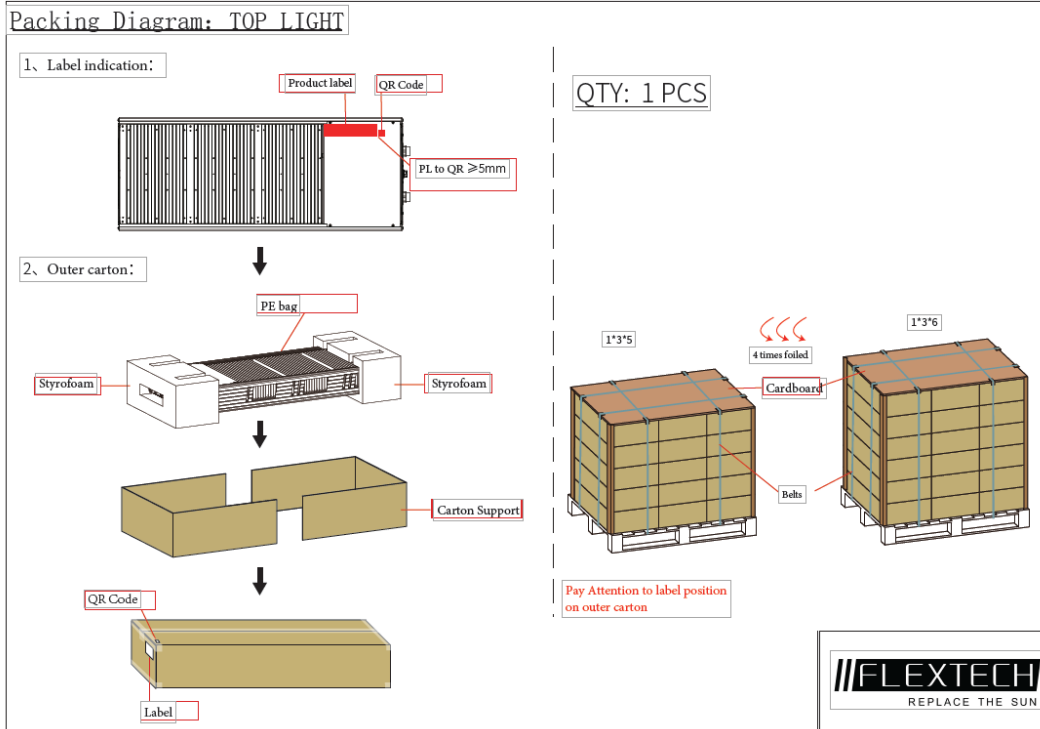 Packing Diagram: TOP LIGHT
1、Label indication:
Product label
QR Code
PL to QR ≥5mm
2、Outer carton:
PE bag
Styrofoam
Styrofoam
Carton Support
QR Code
Label
QTY: 1 PCS
1*3*5
4 times foiled
1*3*6
Cardboard
Belts
Pay Attention to label position
on outer carton
FLEXTECH
REPLACE THE SUN